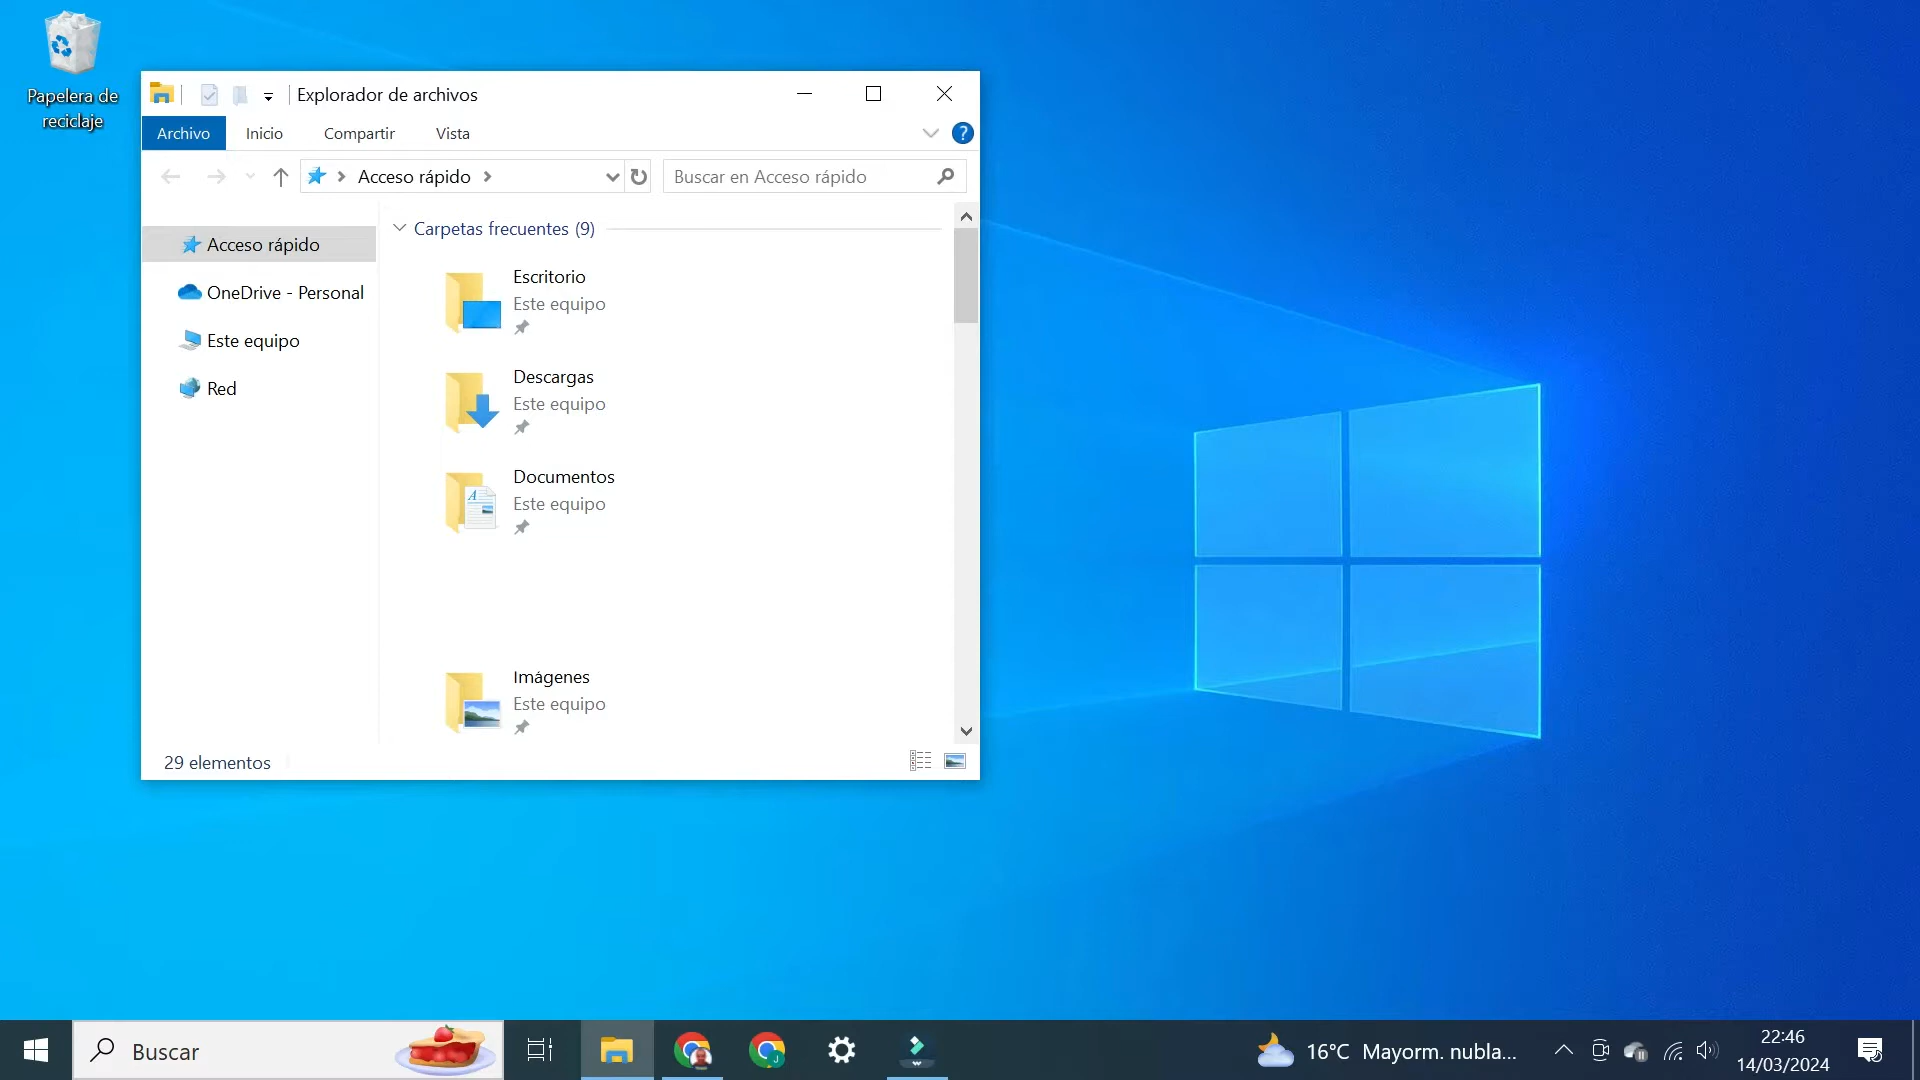 Papelera de
reciclaje
Explorador de archivos
Archivo
Inicio
Compartir
Vista
?
Acceso rápido
Buscar en Acceso rápido
Acceso rápido
OneDrive - Personal
Este equipo
Red
Carpetas frecuentes (9)
Escritorio
Este equipo
Descargas
Este equipo
Documentos
Este equipo
Imágenes
Este equipo
29 elementos
Buscar
J
16°C Mayorm. nubla...
22:46
14/03/2024